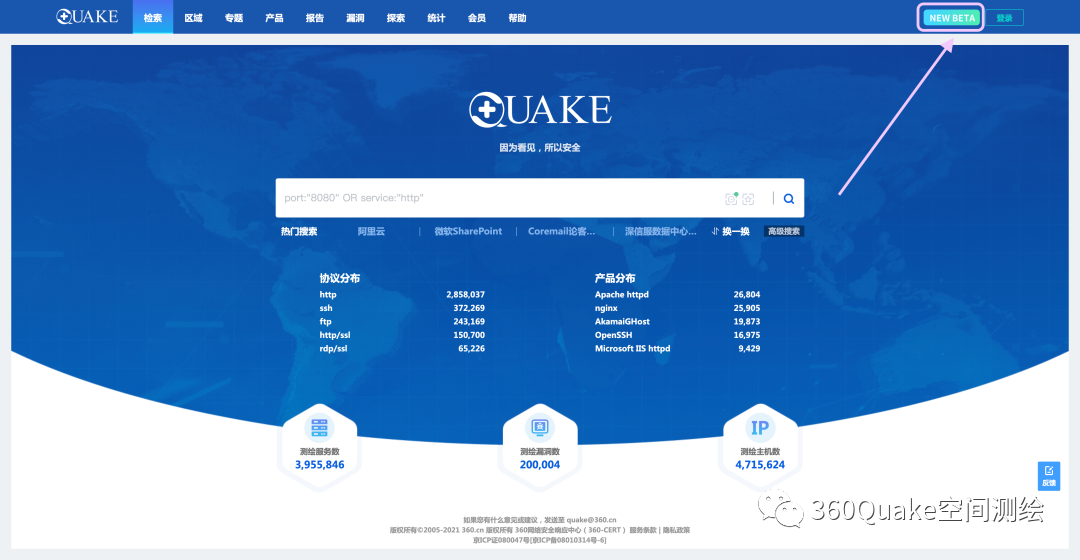 QUAKE 检索 区域 专题 产品 报告 漏洞 探索 统计 会员 帮助 NEW BETA 登录
QUAKE
因为看见，所以安全
port:"8080" OR service:"http"
热门搜索 阿里云 | 微软SharePoint | Coremail论客... | 深信服数据中心... 换一换 高级搜索
协议分布 产品分布
http 2,858,037 Apache httpd 26,804
ssh 372,269 nginx 25,905
ftp 243,169 AkamaiGHost 19,873
http/ssl 150,700 OpenSSH 16,975
rdp/ssl 65,226 Microsoft IIS httpd 9,429
IP
测绘服务数 测绘漏洞数 测绘主机数
3,955,846 200,004 4,715,624
反馈
360Quake空间测绘
如果您有什么意见或建议，发送至 quake@360.cn
版权所有©2005-2021 360.cn 版权所有 360网络安全响应中心（360-CERT） 服务条款 | 隐私政策
京ICP证080047号[京ICP备08010314号-6]